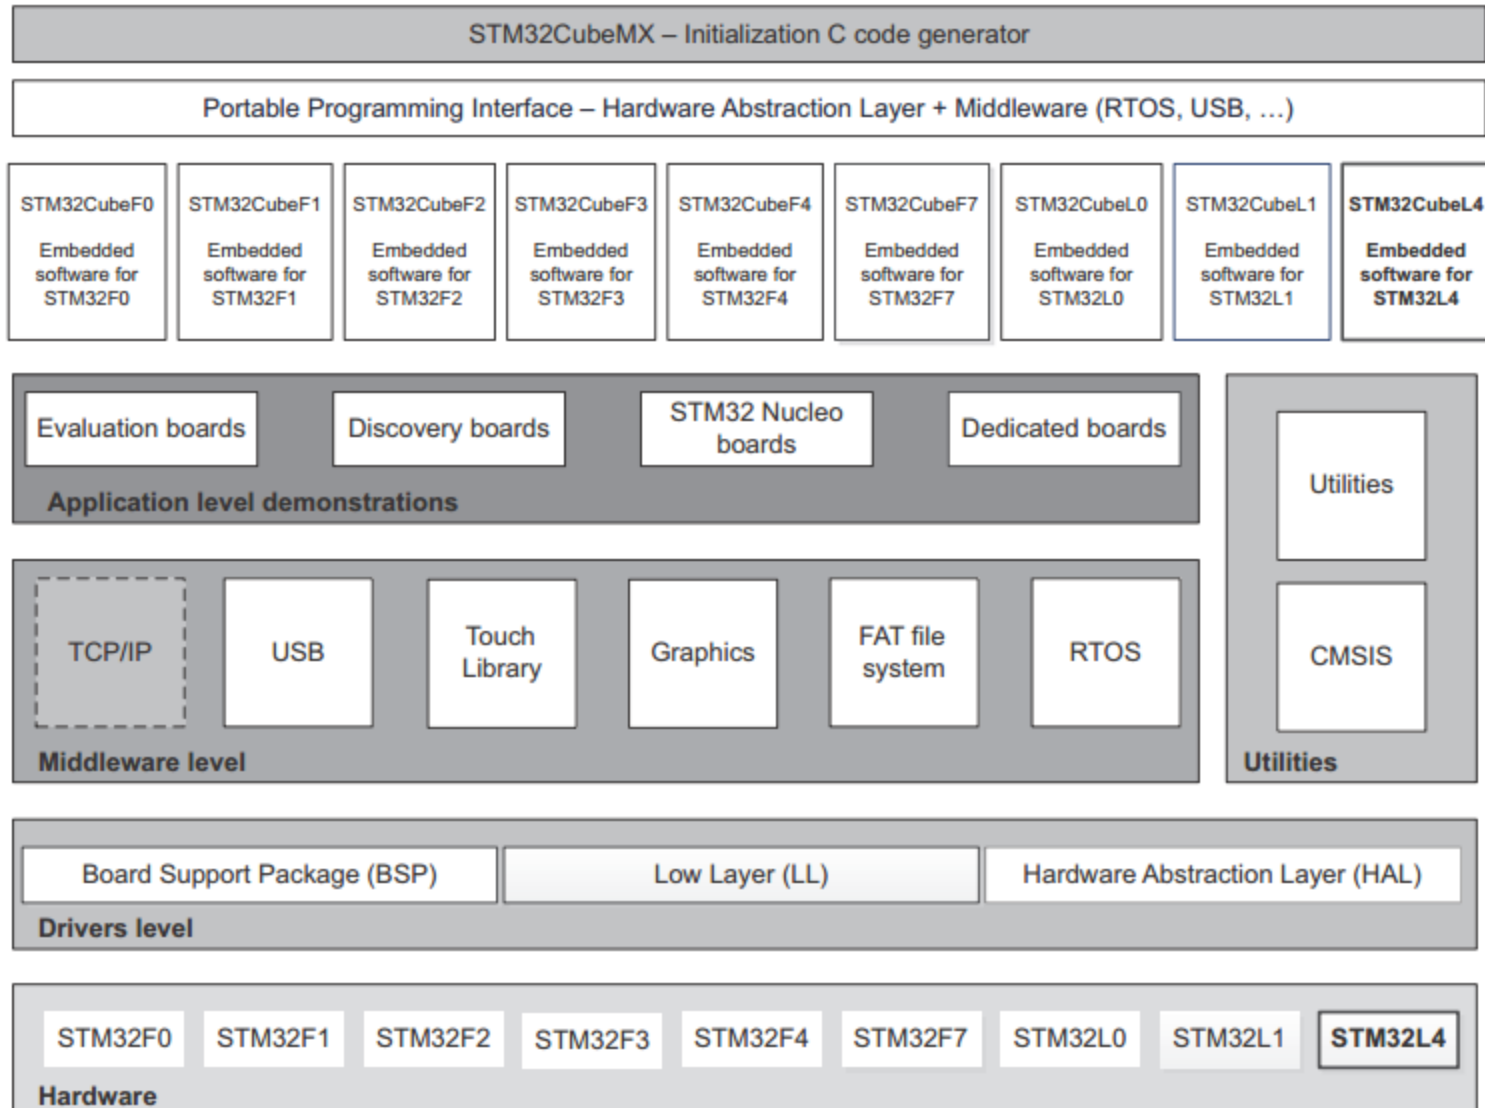 STM32CubeMX – Initialization C code generator
Portable Programming Interface – Hardware Abstraction Layer + Middleware (RTOS, USB, …)
STM32CubeF0
Embedded
software for
STM32F0
STM32CubeF1
Embedded
software for
STM32F1
STM32CubeF2
Embedded
software for
STM32F2
STM32CubeF3
Embedded
software for
STM32F3
STM32CubeF4
Embedded
software for
STM32F4
STM32CubeF7
Embedded
software for
STM32F7
STM32CubeL0
Embedded
software for
STM32L0
STM32CubeL1
Embedded
software for
STM32L1
STM32CubeL4
Embedded
software for
STM32L4
Evaluation boards
Discovery boards
STM32 Nucleo
boards
Dedicated boards
Application level demonstrations
TCP/IP
USB
Touch
Library
Graphics
FAT file
system
RTOS
Middleware level
Utilities
CMSIS
Utilities
Board Support Package (BSP)
Low Layer (LL)
Hardware Abstraction Layer (HAL)
Drivers level
STM32F0
STM32F1
STM32F2
STM32F3
STM32F4
STM32F7
STM32L0
STM32L1
STM32L4
Hardware